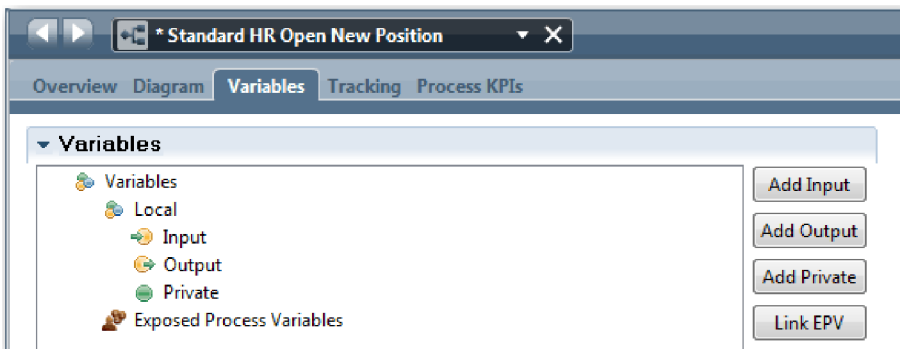 * Standard HR Open New Position
Overview Diagram Variables Tracking Process KPIs
Variables
Variables
Add Input
Local
Input
Add Output
Output
Add Private
Private
Exposed Process Variables
Link EPV